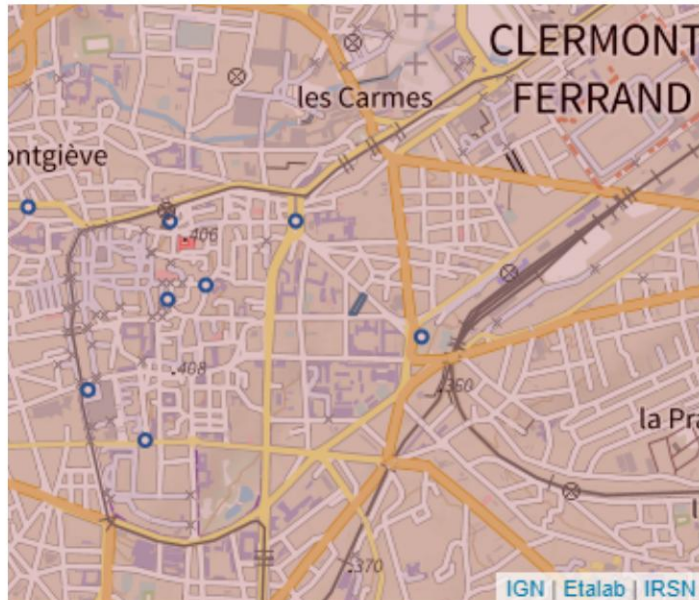 CLERMONT
FERRAND
les Carmes
ontgiève
.406
.408
.360
la Pra
.370
IGN | Etalab | IRSN